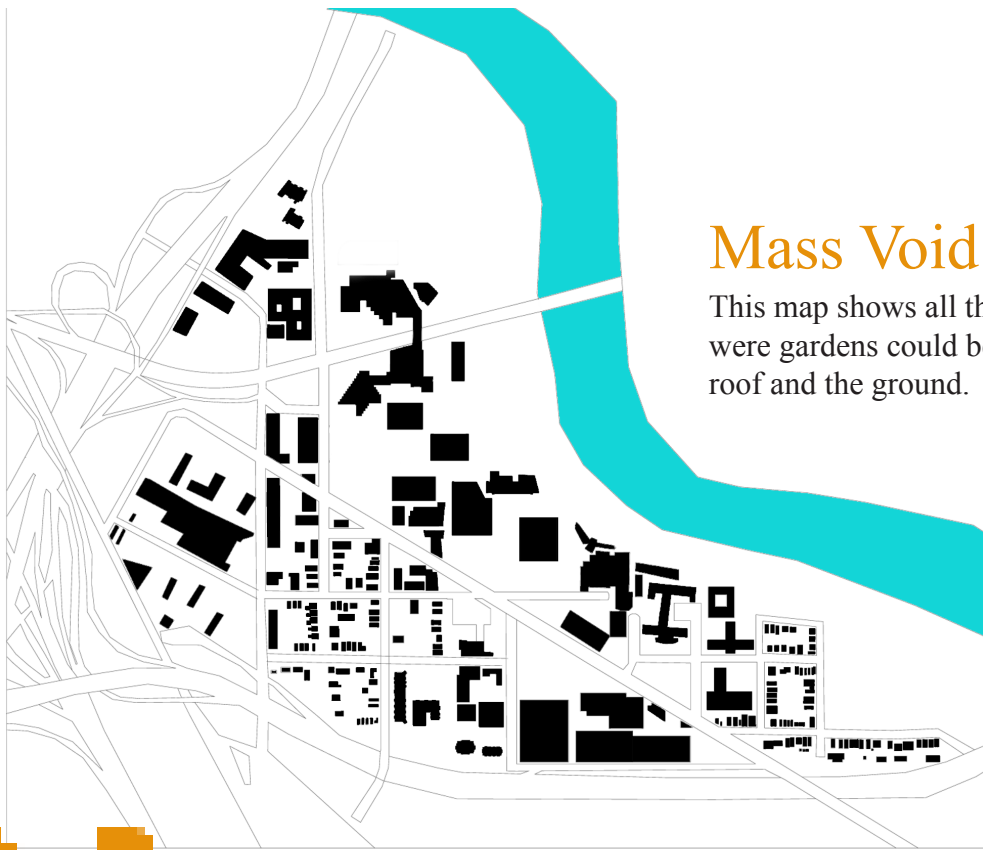 Mass Void
This map shows all th
were gardens could be
roof and the ground.